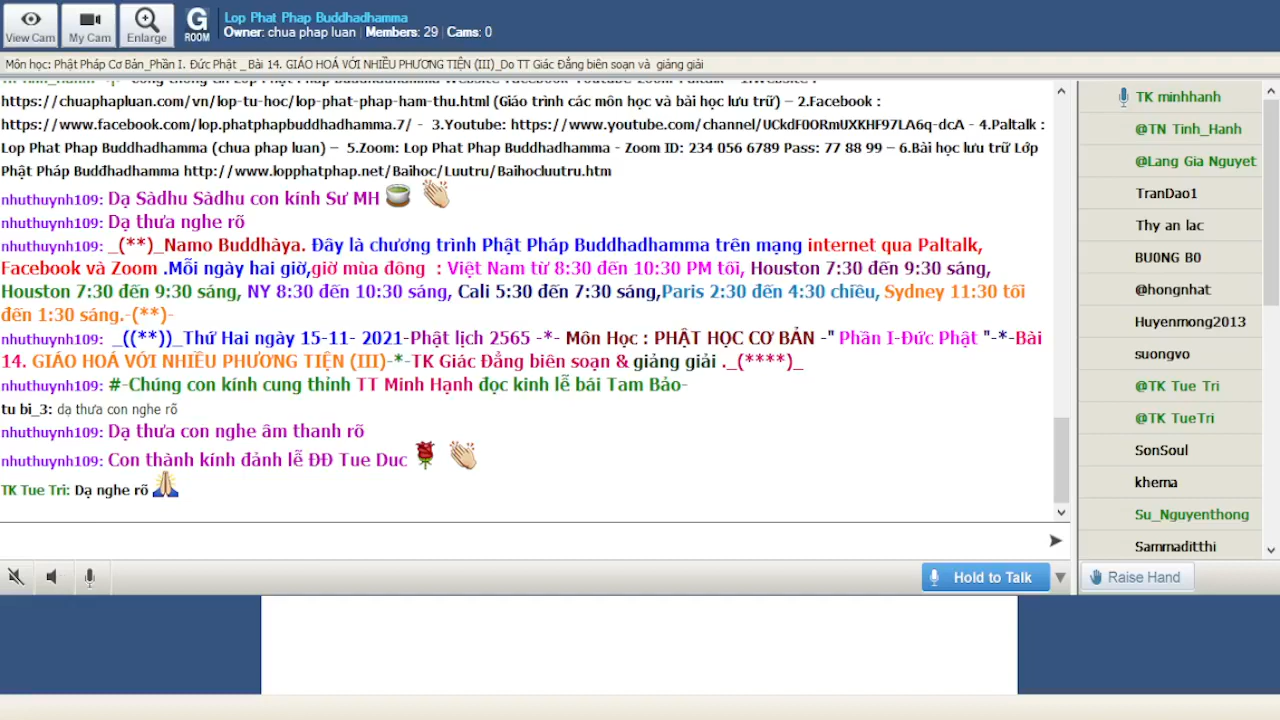 View Cam
My Cam
Enlarge
G
ROOM
Lop Phat Phap Buddhadhamma
Owner: chua phap luan | Members: 29 | Cams: 0
Môn học: Phật Pháp Cơ Bản_Phần I. Đức Phật _ Bài 14. GIÁO HOÁ VỚI NHIỀU PHƯƠNG TIỆN (III)_Do TT Giác Đẳng biên soạn và giảng giải
https://chuaphapluan.com/vn/lop-tu-hoc/lop-phat-phap-ham-thu.html (Giáo trình các môn học và bài học lưu trữ) – 2.Facebook :
https://www.facebook.com/lop.phatphapbuddhadhamma.7/ - 3.Youtube: https://www.youtube.com/channel/UCkdF0ORmUXKHF97LA6q-dcA - 4.Paltalk :
Lop Phat Phap Buddhadhamma (chua phap luan) – 5.Zoom: Lop Phat Phap Buddhadhamma - Zoom ID: 234 056 6789 Pass: 77 88 99 – 6.Bài học lưu trữ Lớp
Phật Pháp Buđdhadhamma http://www.lopphatphap.net/Baihoc/Luutru/Baihocluutru.htm
nhuthuynh109: Dạ Sàdhu Sàdhu con kính Sư MH
nhuthuynh109: Dạ thưa nghe rõ
nhuthuynh109: _(**)_Namo Buddhàya. Đây là chương trình Phật Pháp Buddhadhamma trên mạng internet qua Paltalk,
Facebook và Zoom .Mỗi ngày hai giờ,giờ mùa đông : Việt Nam từ 8:30 đến 10:30 PM tối, Houston 7:30 đến 9:30 sáng,
Houston 7:30 đến 9:30 sáng, NY 8:30 đến 10:30 sáng, Cali 5:30 đến 7:30 sáng,Paris 2:30 đến 4:30 chiều, Sydney 11:30 tối
đến 1:30 sáng.-(**)-
nhuthuynh109: _((**))_Thứ Hai ngày 15-11- 2021-Phật lịch 2565 -*- Môn Học : PHẬT HỌC CƠ BẢN -" Phần I-Đức Phật "-*-Bài
14. GIÁO HOÁ VỚI NHIỀU PHƯƠNG TIỆN (III)-*-TK Giác Đẳng biên soạn & giảng giải ._(****)_
nhuthuynh109: #-Chúng con kính cung thỉnh TT Minh Hạnh đọc kinh lễ bái Tam Bảo-
tu bi_3: dạ thưa con nghe rõ
nhuthuynh109: Dạ thưa con nghe âm thanh rõ
nhuthuynh109: Con thành kính đảnh lễ ĐĐ Tue Duc
TK Tue Tri: Dạ nghe rõ
Hold to Talk
TK minhhanh
@TN Tinh_Hanh
@Lang Gia Nguyet
TranDao1
Thy an lac
BU0NG B0
@hongnhat
Huyenmong2013
suongvo
@TK Tue Tri
@TK TueTri
SonSoul
khema
Su_Nguyenthong
Sammaditthi
Raise Hand